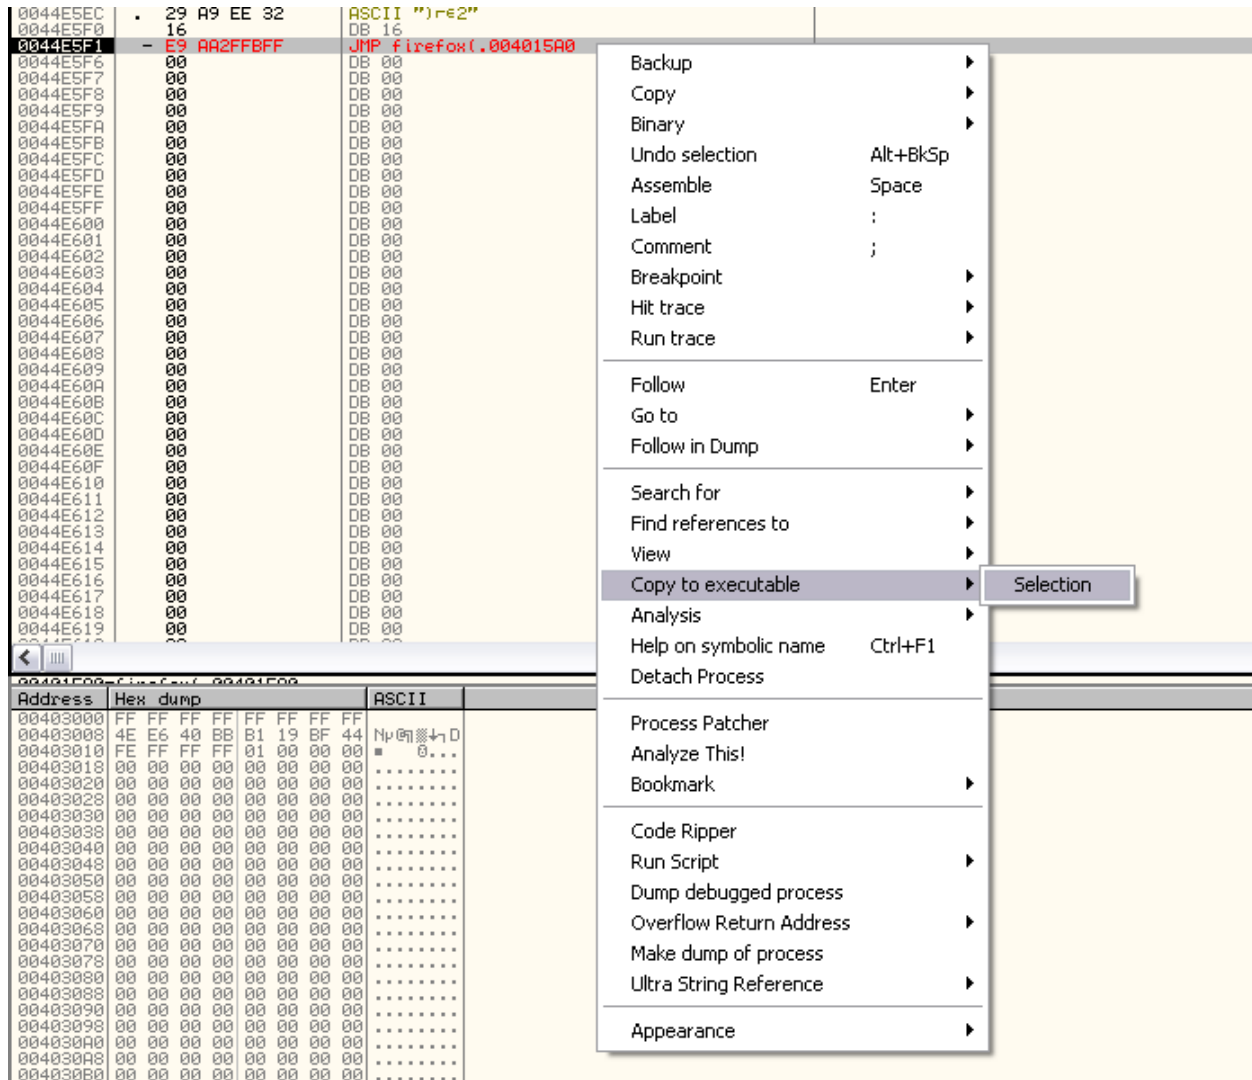 0044E5EC . 29 A9 EE 32 ASCII ")r€2"
0044E5F0 16 DB 16
0044E5F1 - E9 AA2FFBFF JMP firefox(.004015A0
0044E5F6 00 DB 00
0044E5F7 00 DB 00
0044E5F8 00 DB 00
0044E5F9 00 DB 00
0044E5FA 00 DB 00
0044E5FB 00 DB 00
0044E5FC 00 DB 00
0044E5FD 00 DB 00
0044E5FE 00 DB 00
0044E5FF 00 DB 00
0044E600 00 DB 00
0044E601 00 DB 00
0044E602 00 DB 00
0044E603 00 DB 00
0044E604 00 DB 00
0044E605 00 DB 00
0044E606 00 DB 00
0044E607 00 DB 00
0044E608 00 DB 00
0044E609 00 DB 00
0044E60A 00 DB 00
0044E60B 00 DB 00
0044E60C 00 DB 00
0044E60D 00 DB 00
0044E60E 00 DB 00
0044E60F 00 DB 00
0044E610 00 DB 00
0044E611 00 DB 00
0044E612 00 DB 00
0044E613 00 DB 00
0044E614 00 DB 00
0044E615 00 DB 00
0044E616 00 DB 00
0044E617 00 DB 00
0044E618 00 DB 00
0044E619 00 DB 00
Backup
Copy
Binary
Undo selection Alt+BkSp
Assemble Space
Label :
Comment ;
Breakpoint
Hit trace
Run trace
Follow Enter
Go to
Follow in Dump
Search for
Find references to
View
Copy to executable
Selection
Analysis
Help on symbolic name Ctrl+F1
Detach Process
Process Patcher
Analyze This!
Bookmark
Code Ripper
Run Script
Dump debugged process
Overflow Return Address
Make dump of process
Ultra String Reference
Appearance
Address Hex dump ASCII
00403000 FF FF FF FF FF FF FF FF
00403008 4E E6 40 BB B1 19 BF 44 Nµ@╗▒↓┐D
00403010 FE FF FF FF 01 00 00 00 ■ ☺...
00403018 00 00 00 00 00 00 00 00 ........
00403020 00 00 00 00 00 00 00 00 ........
00403028 00 00 00 00 00 00 00 00 ........
00403030 00 00 00 00 00 00 00 00 ........
00403038 00 00 00 00 00 00 00 00 ........
00403040 00 00 00 00 00 00 00 00 ........
00403048 00 00 00 00 00 00 00 00 ........
00403050 00 00 00 00 00 00 00 00 ........
00403058 00 00 00 00 00 00 00 00 ........
00403060 00 00 00 00 00 00 00 00 ........
00403068 00 00 00 00 00 00 00 00 ........
00403070 00 00 00 00 00 00 00 00 ........
00403078 00 00 00 00 00 00 00 00 ........
00403080 00 00 00 00 00 00 00 00 ........
00403088 00 00 00 00 00 00 00 00 ........
00403090 00 00 00 00 00 00 00 00 ........
00403098 00 00 00 00 00 00 00 00 ........
004030A0 00 00 00 00 00 00 00 00 ........
004030A8 00 00 00 00 00 00 00 00 ........
004030B0 00 00 00 00 00 00 00 00 ........